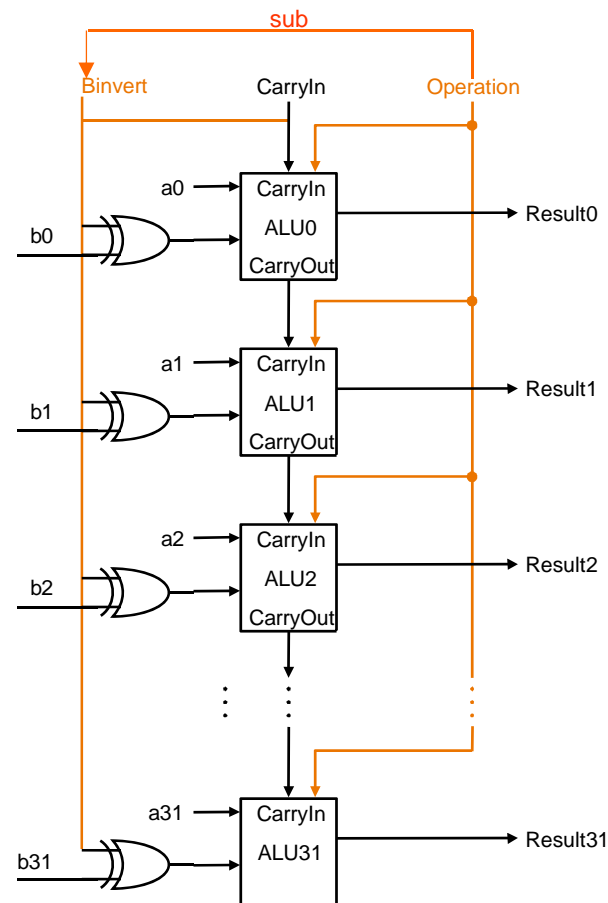 sub
Binvert CarryIn Operation
a0 CarryIn
Result0
b0 ALU0
CarryOut
a1 CarryIn
Result1
b1 ALU1
CarryOut
a2 CarryIn
Result2
b2 ALU2
CarryOut
a31 CarryIn
Result31
b31 ALU31